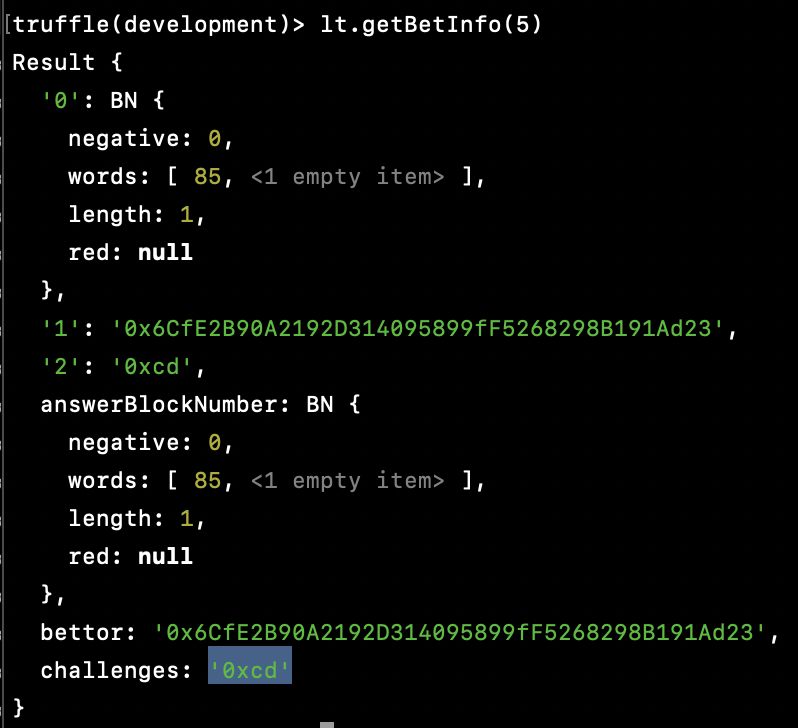 truffle(development)> lt.getBetInfo(5)
Result {
  '0': BN {
    negative: 0,
    words: [ 85, <1 empty item> ],
    length: 1,
    red: null
  },
  '1': '0x6CfE2B90A2192D314095899fF5268298B191Ad23',
  '2': '0xcd',
  answerBlockNumber: BN {
    negative: 0,
    words: [ 85, <1 empty item> ],
    length: 1,
    red: null
  },
  bettor: '0x6CfE2B90A2192D314095899fF5268298B191Ad23',
  challenges: '0xcd'
}